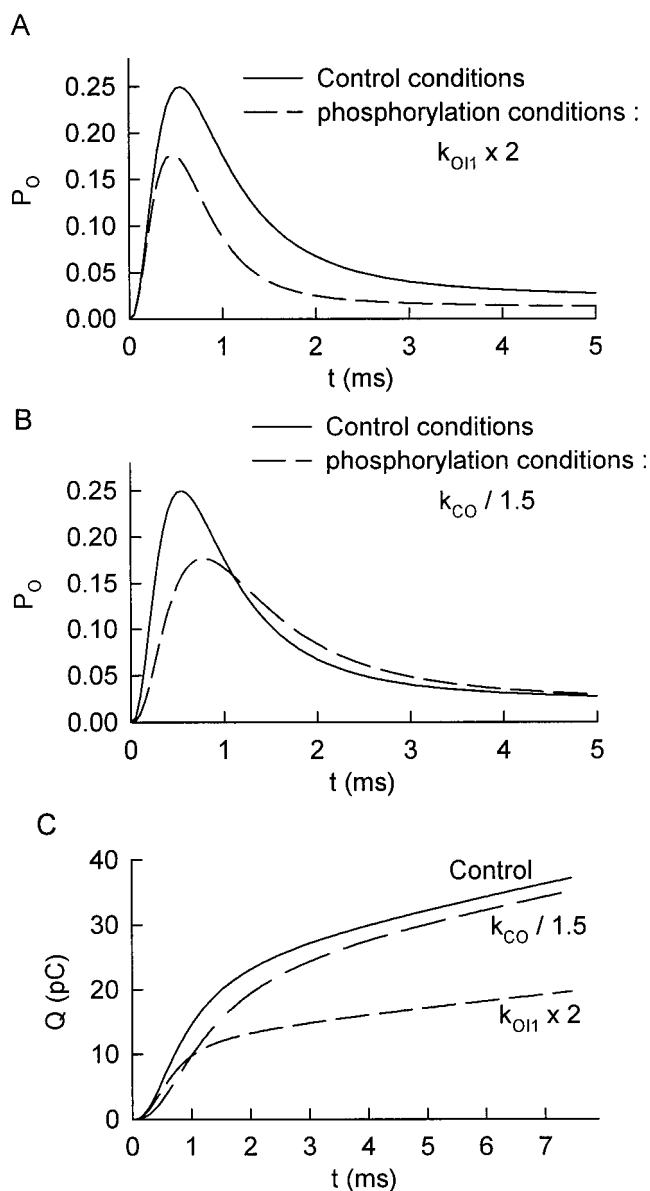 A
Control conditions
phosphorylation conditions :
k_OI1 x 2
0.25
0.20
0.15
0.10
0.05
0.00
P_O
0 1 2 3 4 5
t (ms)
B
Control conditions
phosphorylation conditions :
k_CO / 1.5
0.25
0.20
0.15
0.10
0.05
0.00
P_O
0 1 2 3 4 5
t (ms)
C
40
30
20
10
0
Q (pC)
Control
k_CO / 1.5
k_OI1 x 2
0 1 2 3 4 5 6 7
t (ms)